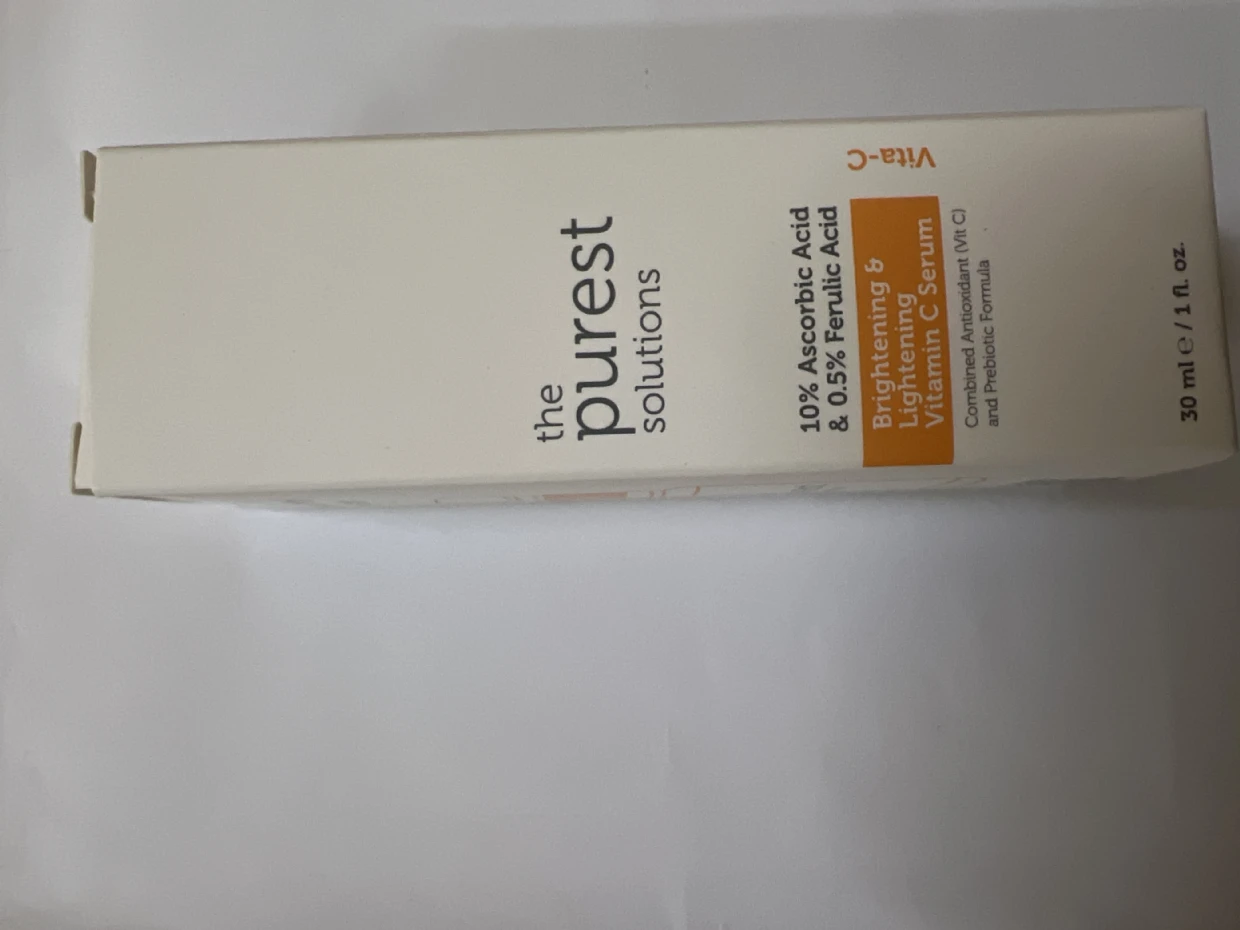 the
purest
solutions
10% Ascorbic Acid
& 0.5% Ferulic Acid
Vita-C
Brightening &
Lightening
Vitamin C Serum
Combined Antioxidant (Vit C)
and Prebiotic Formula
30 ml e / 1 fl. oz.